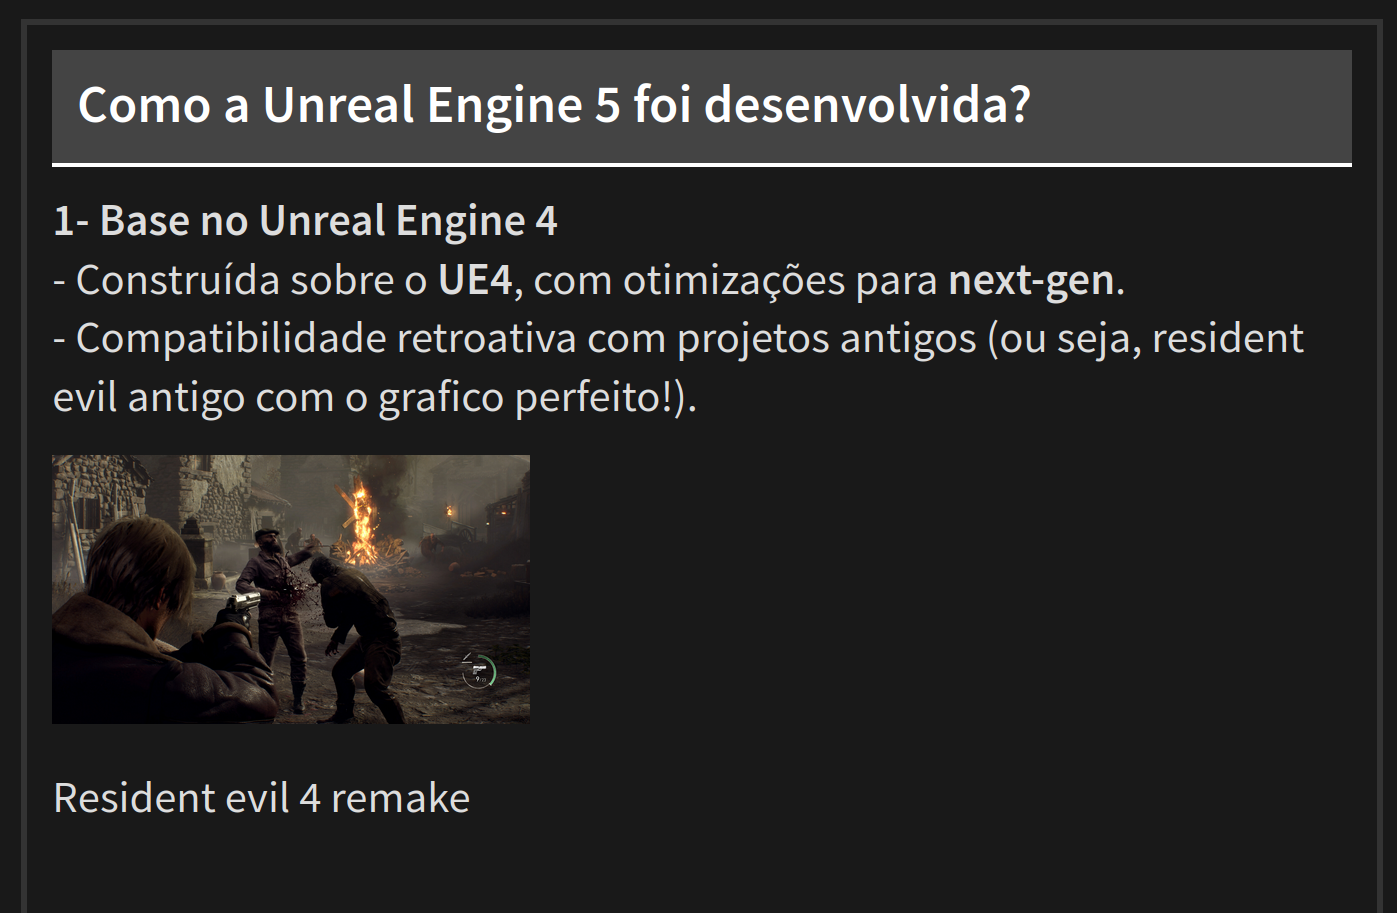 Como a Unreal Engine 5 foi desenvolvida?
1- Base no Unreal Engine 4
- Construída sobre o UE4, com otimizações para next-gen.
- Compatibilidade retroativa com projetos antigos (ou seja, resident
evil antigo com o grafico perfeito!).
Resident evil 4 remake